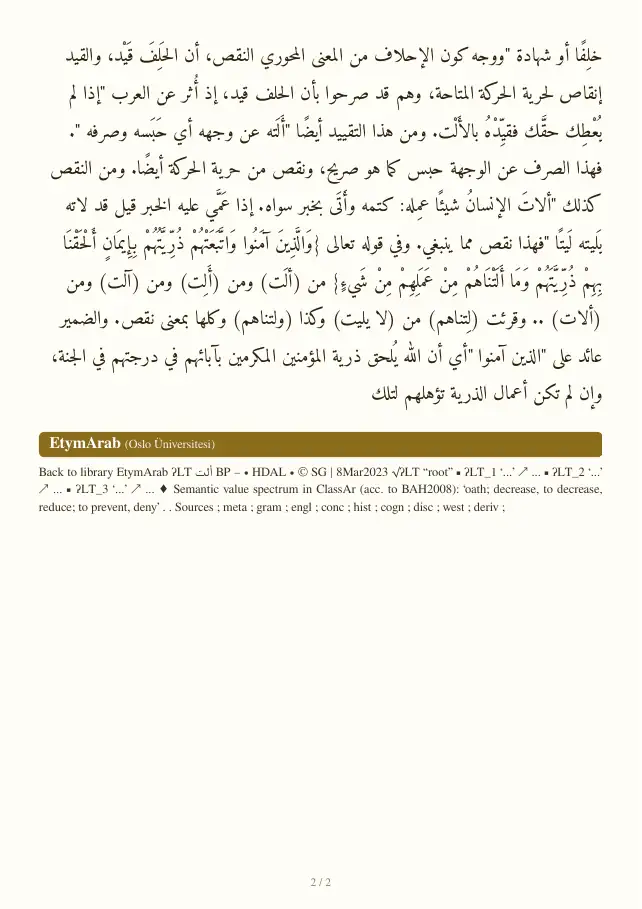 حَلِفًا أو شهادة "ووجه كون الإحلاف من المعنى المحوري النقص، أن الحَلِفَ قَيْد، والقيد
إنقاص لحرية الحركة المتاحة، وهم قد صرحوا بأن الحلف قيد، إذ أُثر عن العرب "إذا لم
يُعْطِك حقَّك فقيِّدْهُ بالأَلْت. ومن هذا التقييد أيضًا "أَلَته عن وجهه أي حَبَسه وصرفه ".
فهذا الصرف عن الوجهة حبس كما هو صريح، ونقص من حرية الحركة أيضًا. ومن النقص
كذلك "ألاتَ الإنسانُ شيئًا عمِله: كتمه وأَتَى بخبر سواه. إذا عَمَّي عليه الخبر قيل قد لاته
يَليته لَيتًا "فهذا نقص مما ينبغي. وفي قوله تعالى {وَالَّذِينَ آمَنُوا وَاتَّبَعَتْهُمْ ذُرِّيَّتُهُمْ بِإِيمَانٍ أَلْحَقْنَا
بِهِمْ ذُرِّيَّتَهُمْ وَمَا أَلَتْنَاهُمْ مِنْ عَمَلِهِمْ مِنْ شَيءٍ} من (أَلَت) ومن (أَلِت) ومن (آلت) ومن
(ألات) .. وقرئت (لِتناهم) من (لا يليت) وكذا (ولتناهم) وكلها بمعنى نقص. والضمير
عائد على "الذين آمنوا "أي أن الله يُلحق ذرية المؤمنين المكرمين بآبائهم في درجتهم في الجنة،
وإن لم تكن أعمال الذرية تؤهلهم لتلك
EtymArab (Oslo Üniversitesi)
Back to library EtymArab ʔLT ألت BP – • HDAL • © SG | 8Mar2023 √ʔLT “root” ▪ ʔLT_1 ‘...’ ↗ ... ▪ ʔLT_2 ‘...’
↗ ... ▪ ʔLT_3 ‘...’ ↗ ... ♦ Semantic value spectrum in ClassAr (acc. to BAH2008): ‘oath; decrease, to decrease,
reduce; to prevent, deny’ . . Sources ; meta ; gram ; engl ; conc ; hist ; cogn ; disc ; west ; deriv ;
2 / 2